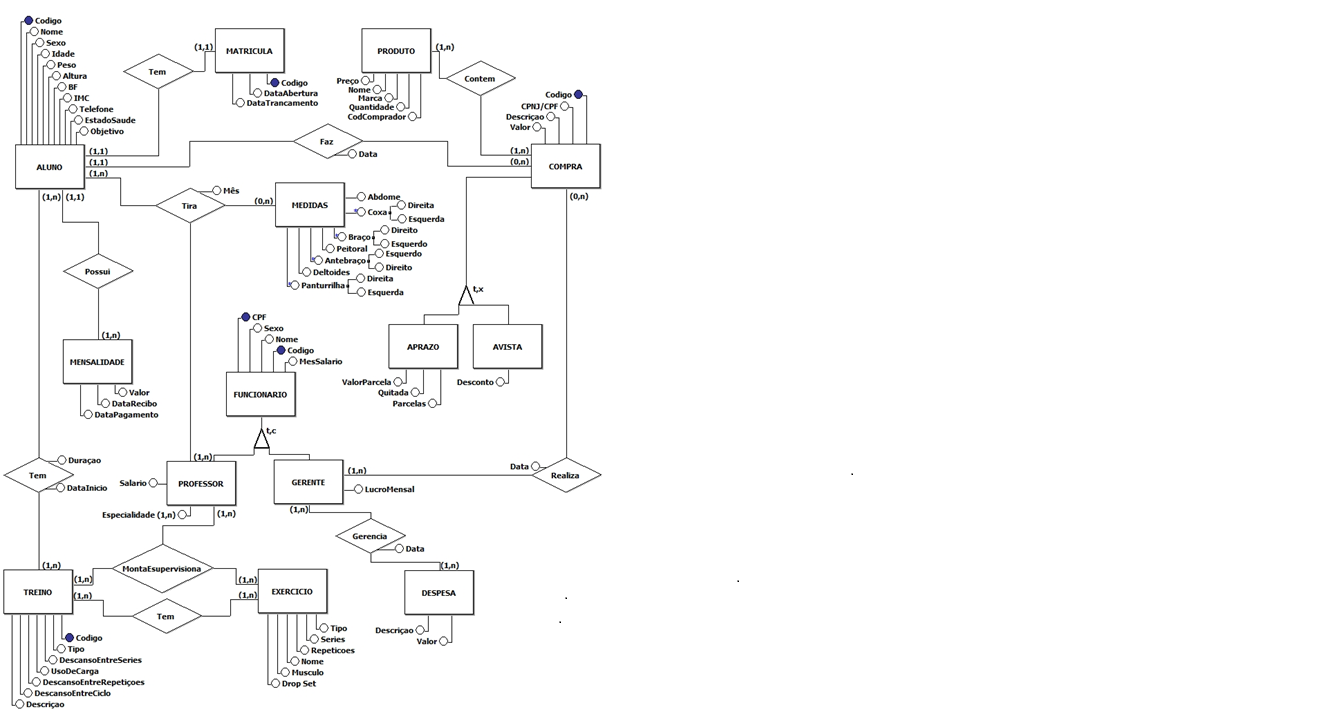 Codigo
Nome
Sexo
Idade
Peso
Altura
BF
IMC
Telefone
EstadoSaude
Objetivo
ALUNO
(1,1)
(1,1)
(1,n)
(1,n)
(1,1)
Tem
(1,1)
MATRICULA
Codigo
DataAbertura
DataTrancamento
PRODUTO
(1,n)
Preço
Nome
Marca
Quantidade
CodComprador
Contem
Codigo
CPNJ/CPF
Descriçao
Valor
(1,n)
(0,n)
COMPRA
(0,n)
Faz
Data
Tira
Mês
(0,n)
MEDIDAS
Abdome
Coxa
Direita
Esquerda
Braço
Direito
Esquerdo
Peitoral
Antebraço
Esquerdo
Direito
Deltoides
Panturrilha
Direita
Esquerda
Possui
(1,n)
MENSALIDADE
Valor
DataRecibo
DataPagamento
t,x
APRAZO
AVISTA
ValorParcela
Quitada
Parcelas
Desconto
CPF
Sexo
Nome
Codigo
MesSalario
FUNCIONARIO
t,c
(1,n)
Salario
PROFESSOR
Especialidade (1,n)
(1,n)
GERENTE
(1,n)
LucroMensal
(1,n)
Data
Realiza
Duraçao
Tem
DataInicio
Gerencia
Data
(1,n)
DESPESA
Descriçao
Valor
(1,n)
TREINO
(1,n)
(1,n)
MontaEsupervisiona
Tem
(1,n)
(1,n)
EXERCICIO
Tipo
Series
Repeticoes
Nome
Musculo
Drop Set
Codigo
Tipo
DescansoEntreSeries
UsoDeCarga
DescansoEntreRepetiçoes
DescansoEntreCiclo
Descriçao